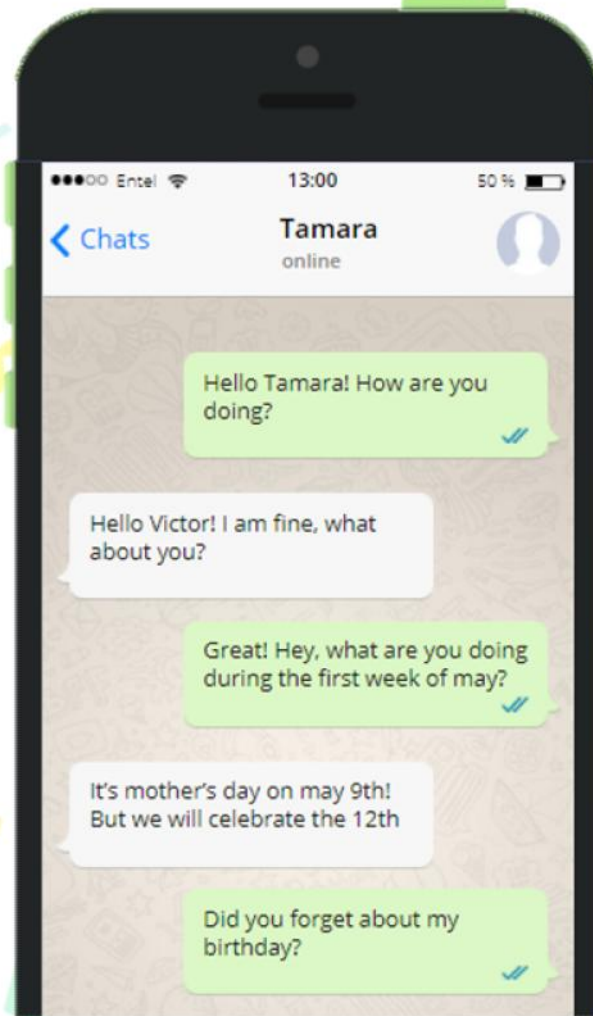 Entel 13:00 50 %
Chats Tamara
online
Hello Tamara! How are you
doing?
Hello Victor! I am fine, what
about you?
Great! Hey, what are you doing
during the first week of may?
It's mother's day on may 9th!
But we will celebrate the 12th
Did you forget about my
birthday?